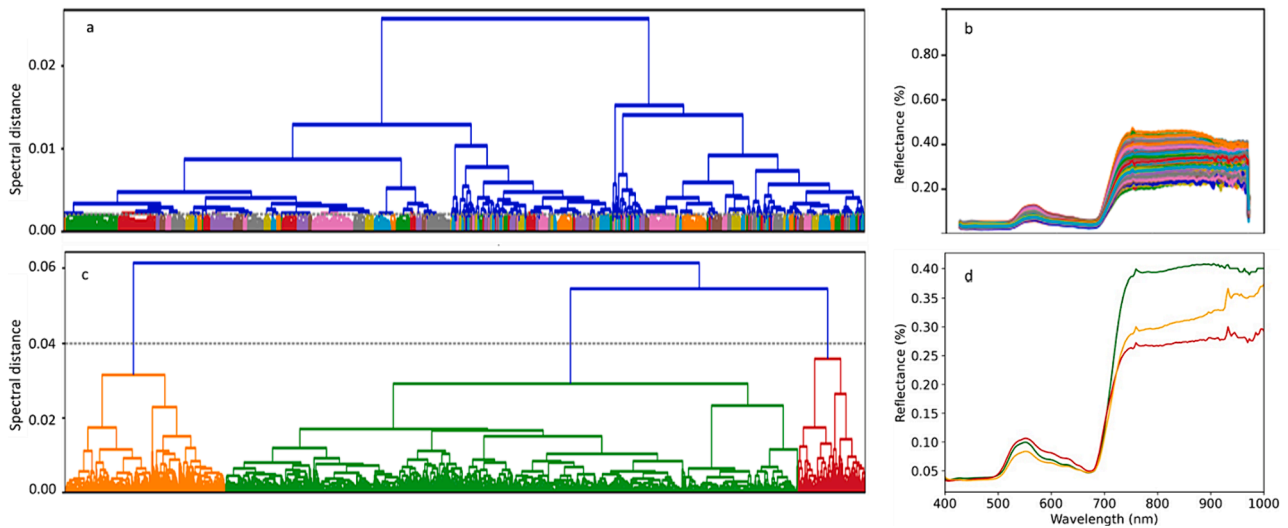 a
Spectral distance
0.02
0.01
0.00
b
Reflectance (%)
0.80
0.60
0.40
0.20
c
Spectral distance
0.06
0.04
0.02
0.00
d
Reflectance (%)
0.40
0.35
0.30
0.25
0.20
0.15
0.10
0.05
400 500 600 700 800 900 1000
Wavelength (nm)